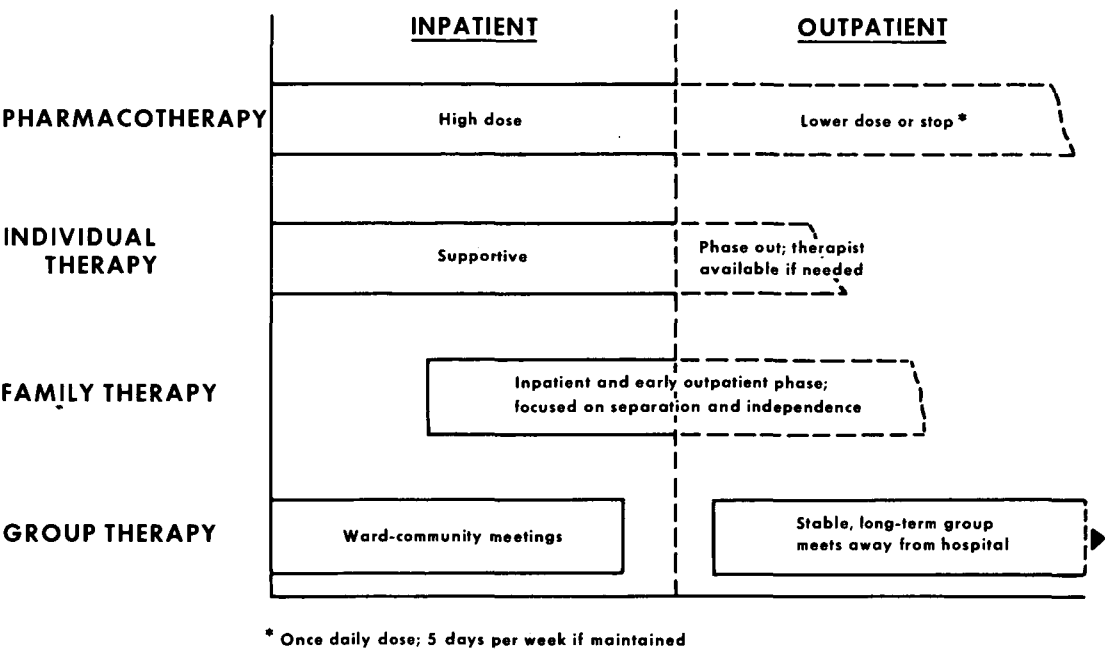 INPATIENT
OUTPATIENT
PHARMACOTHERAPY
High dose
Lower dose or stop*
INDIVIDUAL
THERAPY
Supportive
Phase out; therapist
available if needed
FAMILY THERAPY
Inpatient and early outpatient phase;
focused on separation and independence
GROUP THERAPY
Ward-community meetings
Stable, long-term group
meets away from hospital
* Once daily dose; 5 days per week if maintained